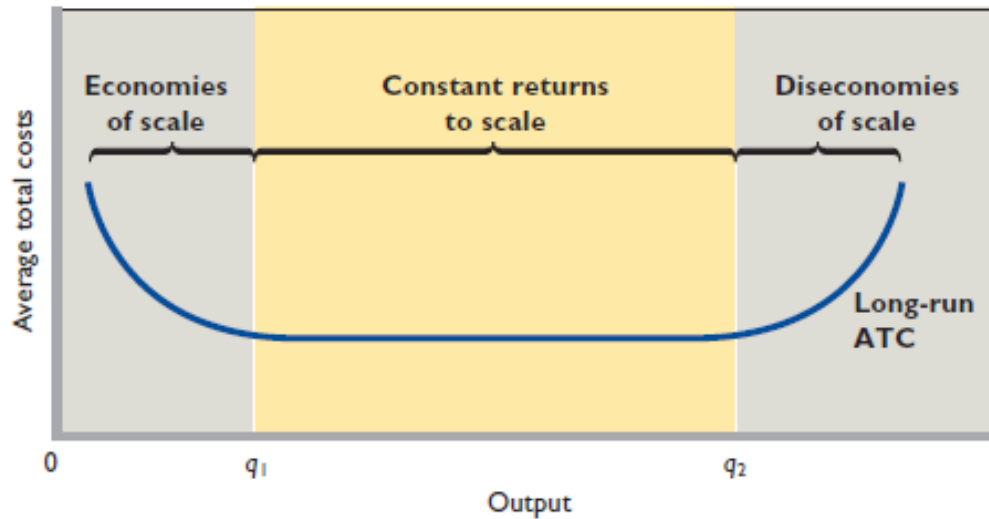 Economies
of scale
Constant returns
to scale
Diseconomies
of scale
Average total costs
Long-run
ATC
0
q₁
q₂
Output